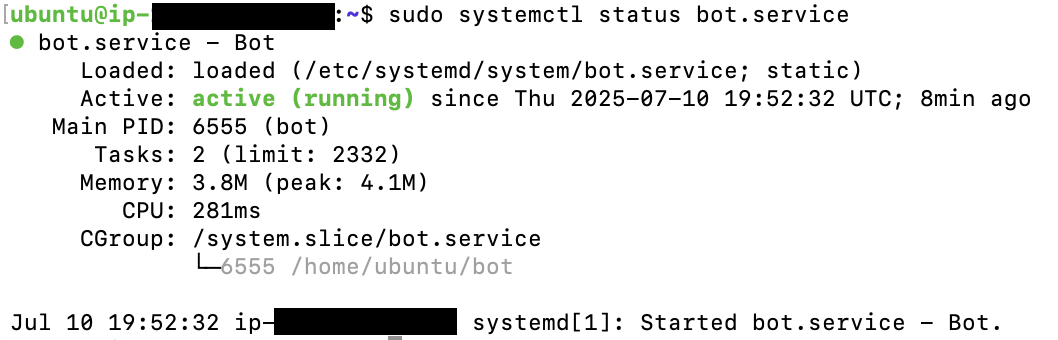 [ubuntu@ip-:~$ sudo systemctl status bot.service
● bot.service - Bot
Loaded: loaded (/etc/systemd/system/bot.service; static)
Active: active (running) since Thu 2025-07-10 19:52:32 UTC; 8min ago
Main PID: 6555 (bot)
Tasks: 2 (limit: 2332)
Memory: 3.8M (peak: 4.1M)
CPU: 281ms
CGroup: /system.slice/bot.service
└─6555 /home/ubuntu/bot
Jul 10 19:52:32 ip- systemd[1]: Started bot.service - Bot.